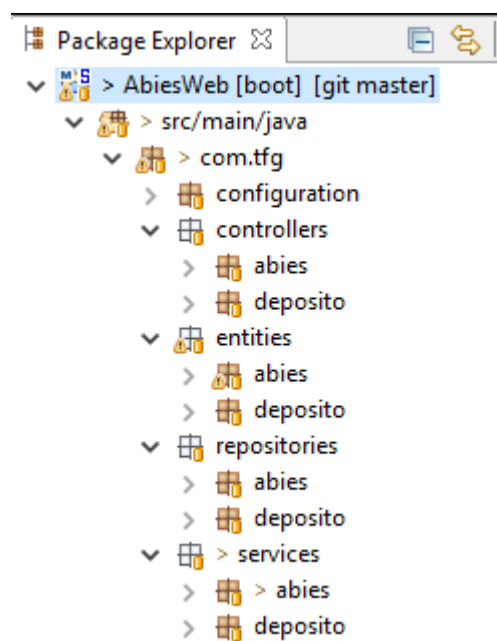 Package Explorer
> AbiesWeb [boot] [git master]
> src/main/java
> com.tfg
configuration
controllers
abies
deposito
entities
abies
deposito
repositories
abies
deposito
> services
> abies
deposito